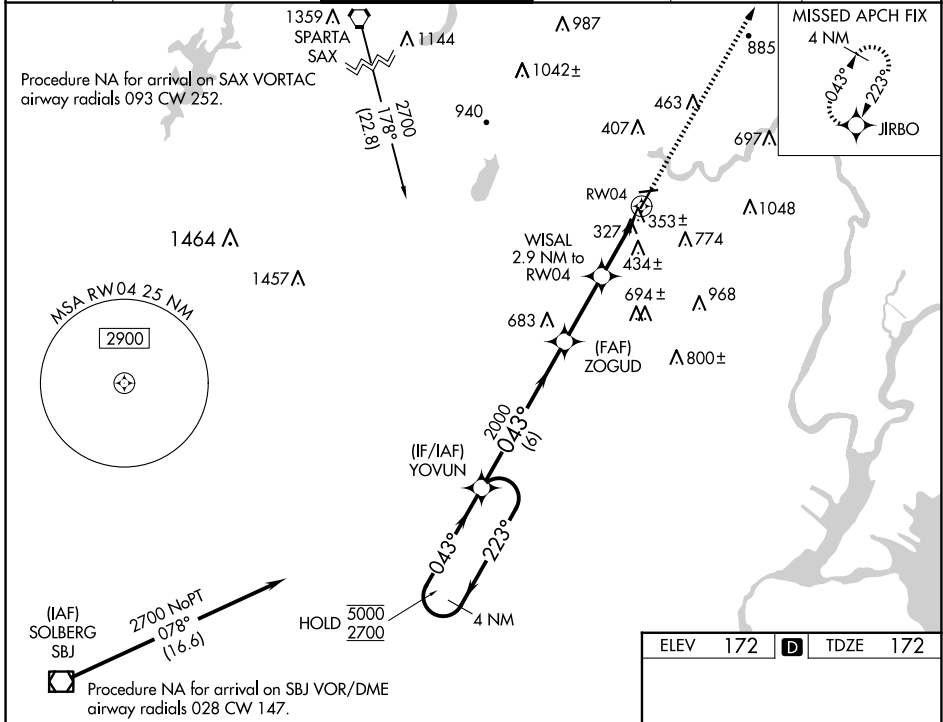 1359
SPARTA
SAX
1144
987
885
MISSED APCH FIX
4 NM
043°
223°
JIRBO
Procedure NA for arrival on SAX VORTAC
airway radials 093 CW 252.
1042±
2700
178°
(22.8)
940
463
407
697
RW04
353±
1048
327
774
434±
WISAL
2.9 NM to
RW04
1464
1457
694±
968
683
MSA RW04 25 NM
2900
(FAF)
ZOGUD
800±
2000
043°
(6)
(IF/IAF)
YOVUN
043°
223°
HOLD 5000
2700
4 NM
(IAF)
SOLBERG
SBJ
2700 NoPT
078°
(16.6)
Procedure NA for arrival on SBJ VOR/DME
airway radials 028 CW 147.
ELEV 172 D TDZE 172